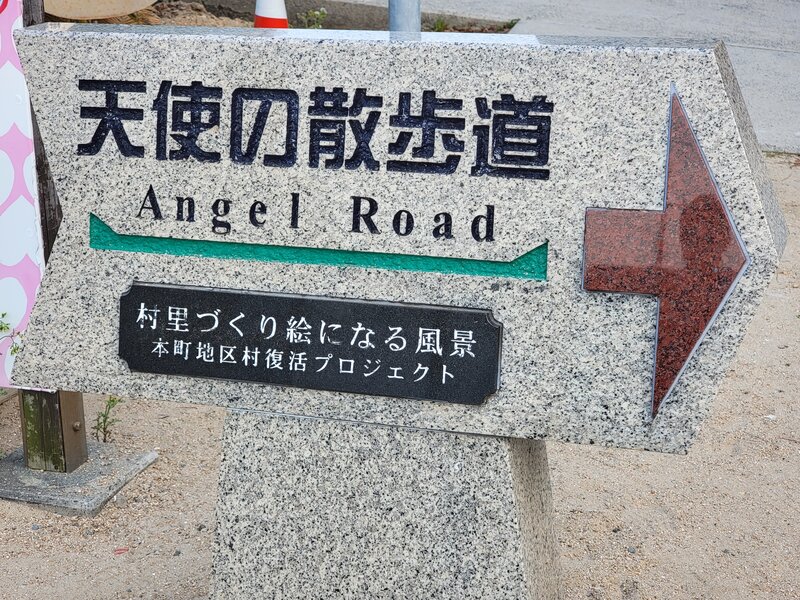 天使の散歩道
Angel Road
村里づくり絵になる風景
本町地区村復活プロジェクト